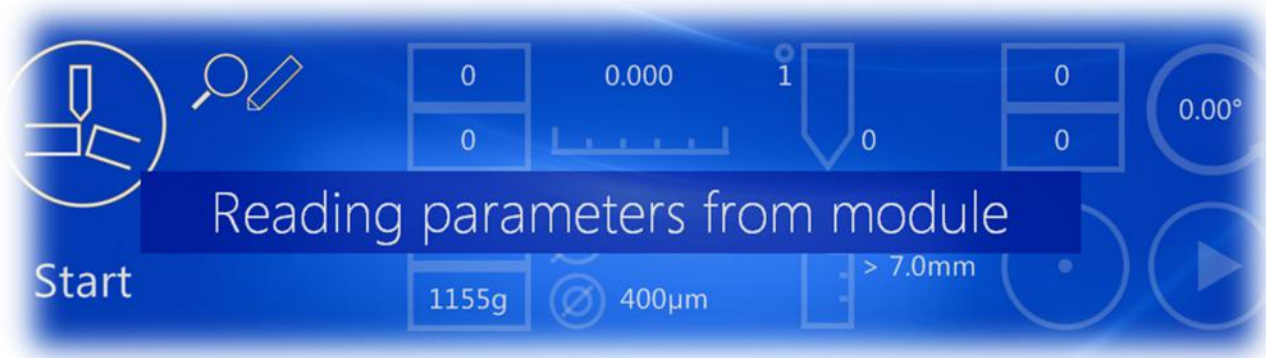 0 0.000 1 0 0.00°
0 0 0
Reading parameters from module
Start > 7.0mm
1155g 400µm